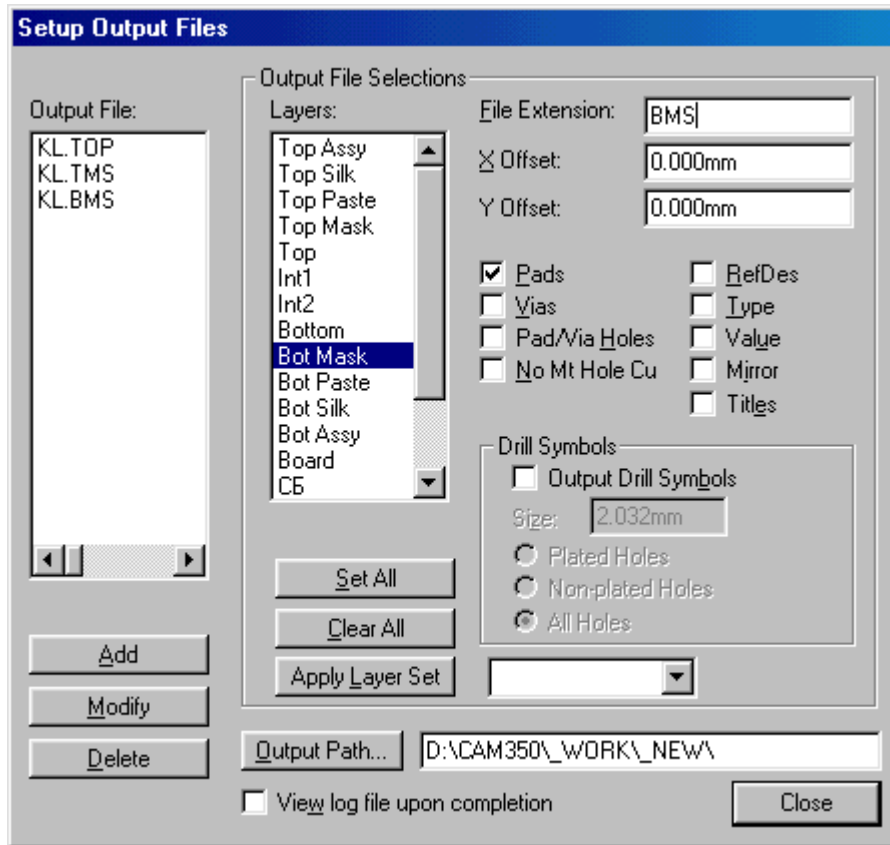 Setup Output Files
Output File:
KL.TOP
KL.TMS
KL.BMS
Add
Modify
Delete
Output File Selections
Layers:
Top Assy
Top Silk
Top Paste
Top Mask
Top
Int1
Int2
Bottom
Bot Mask
Bot Paste
Bot Silk
Bot Assy
Board
СБ
Set All
Clear All
Apply Layer Set
File Extension: BMS
X Offset: 0.000mm
Y Offset: 0.000mm
Pads
Vias
Pad/Via Holes
No Mt Hole Cu
RefDes
Type
Value
Mirror
Titles
Drill Symbols
Output Drill Symbols
Size: 2.032mm
Plated Holes
Non-plated Holes
All Holes
Output Path... D:\CAM350\_WORK\_NEW\
View log file upon completion
Close